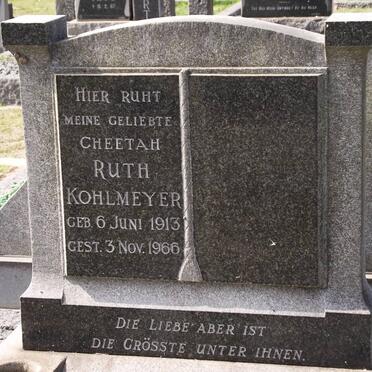 HIER RUHT
MEINE GELIEBTE
CHEETAH
RUTH
KOHLMEYER
GEB. 6 JUNI 1913
GEST. 3 NOV. 1966
DIE LIEBE ABER IST
DIE GRÖSSTE UNTER IHNEN.